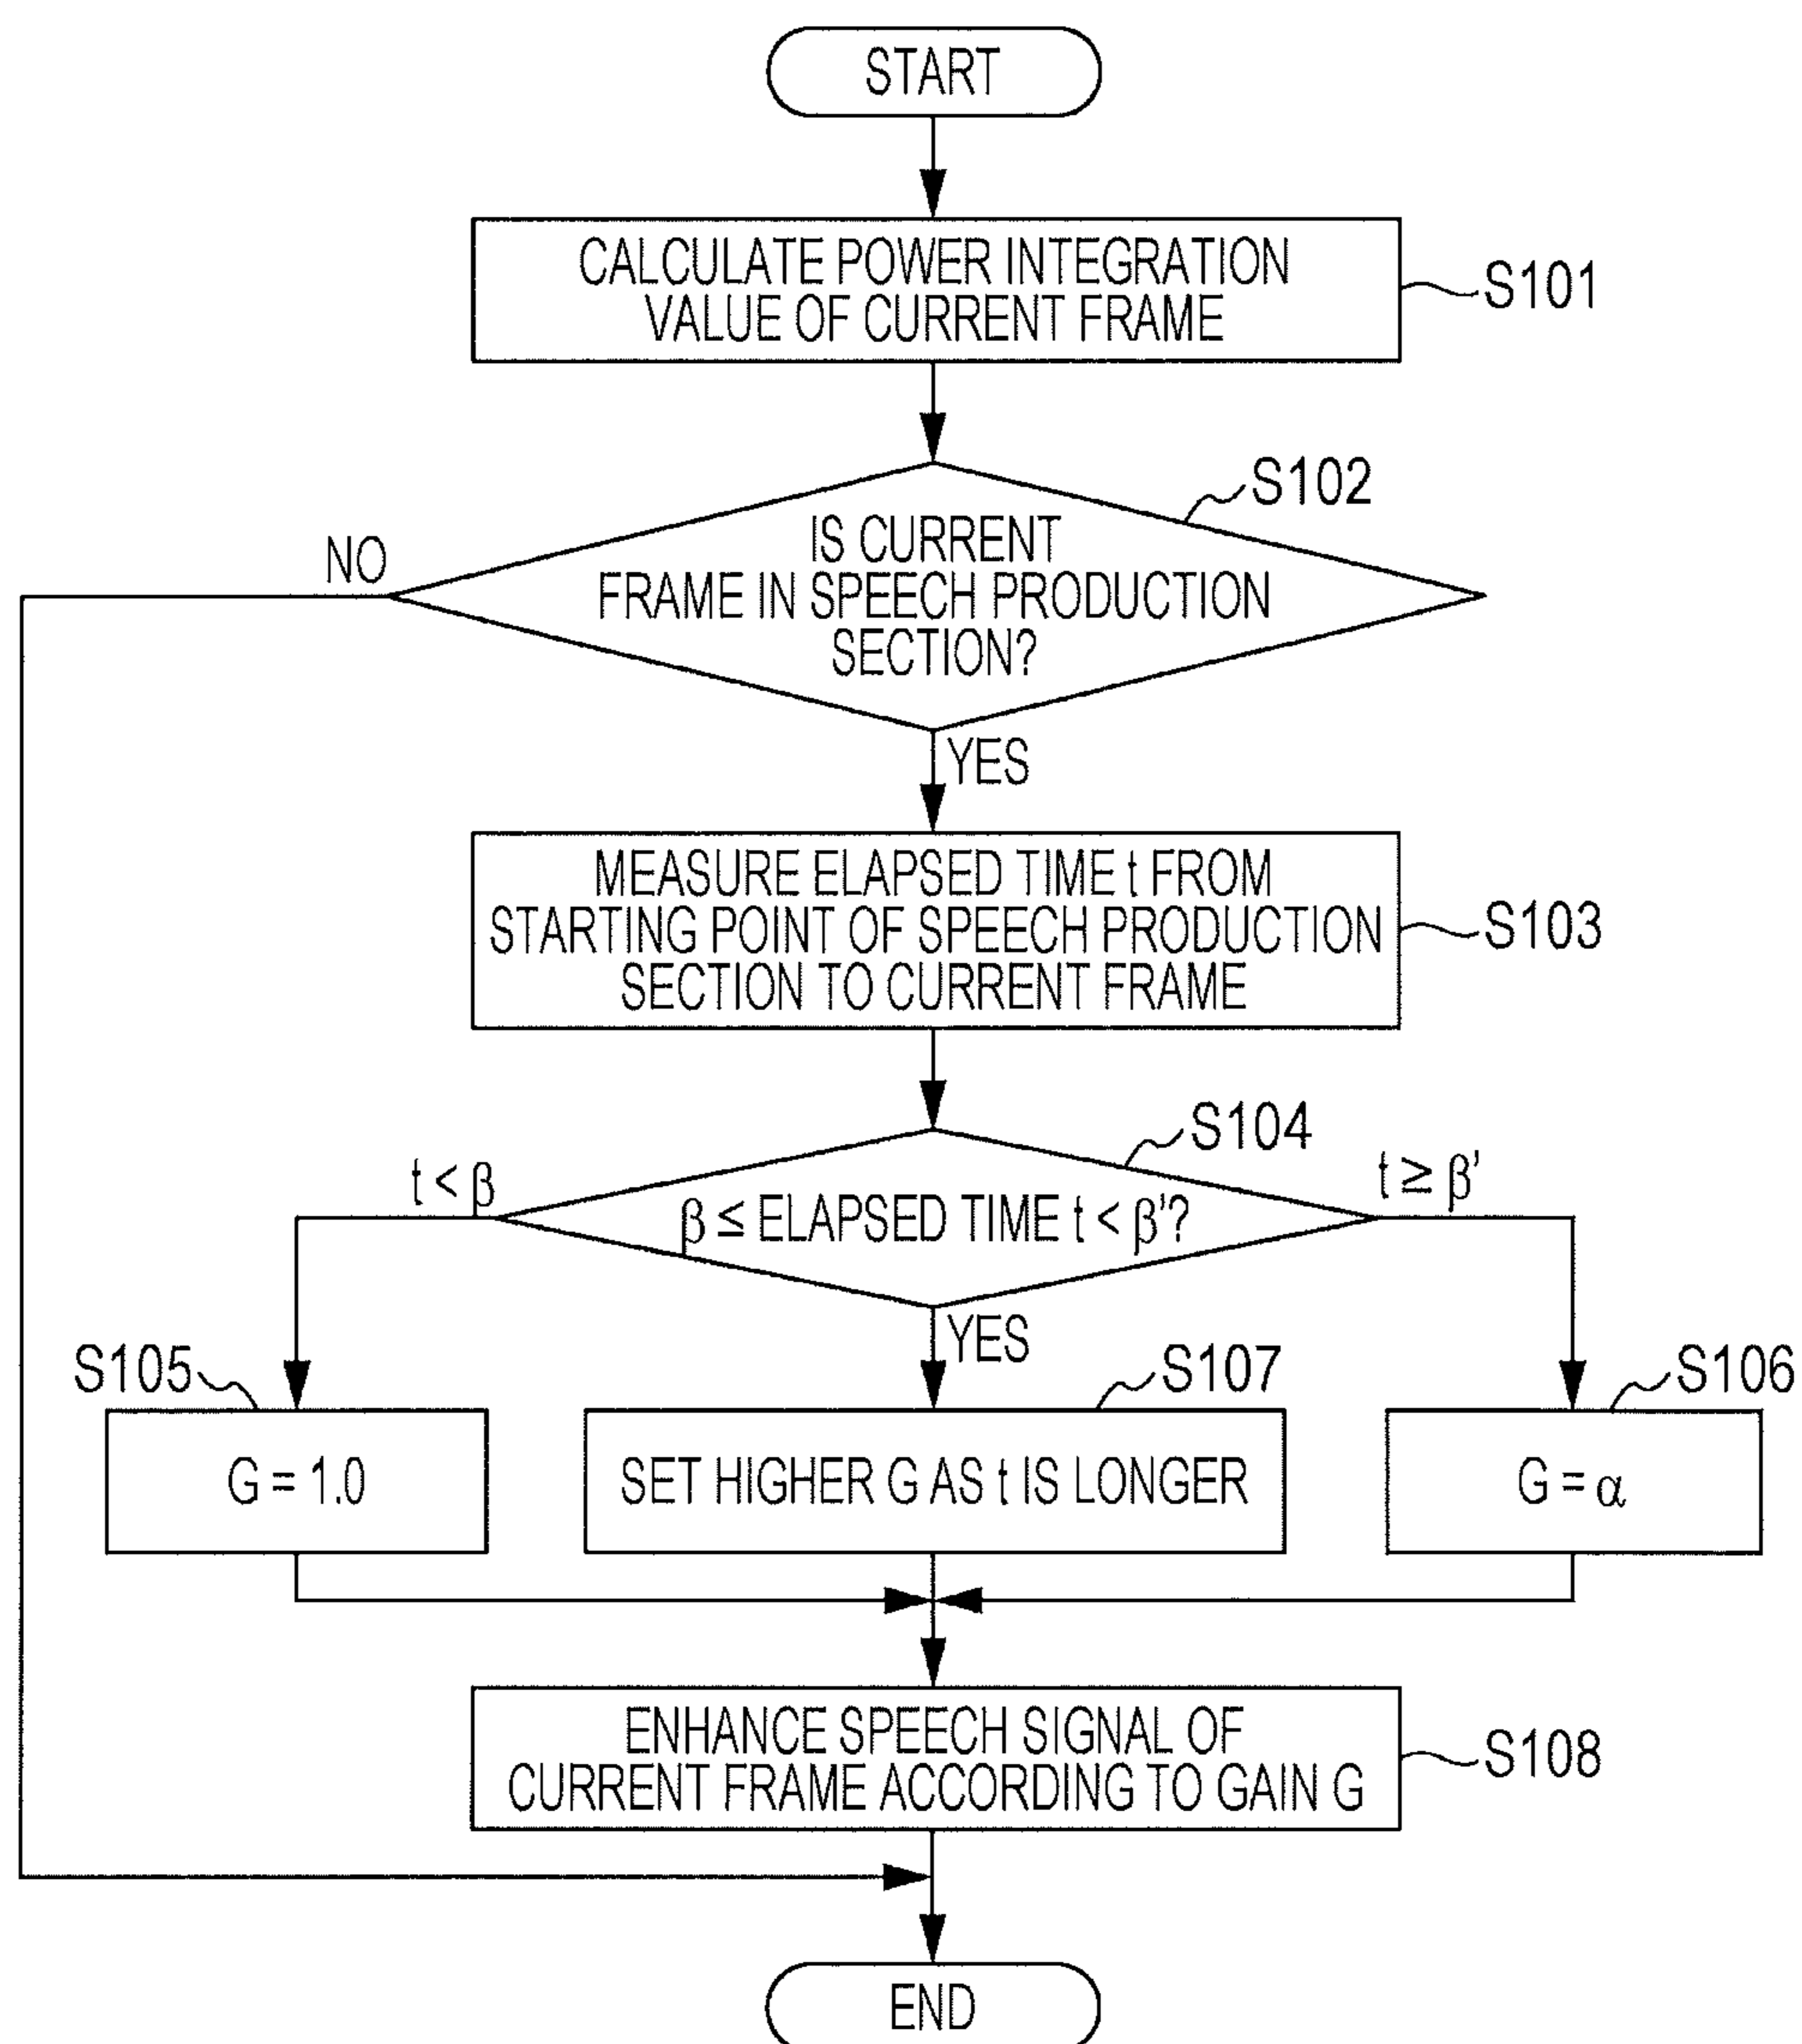 START
CALCULATE POWER INTEGRATION
VALUE OF CURRENT FRAME
S101
S102
IS CURRENT
FRAME IN SPEECH PRODUCTION
SECTION?
NO
YES
MEASURE ELAPSED TIME t FROM
STARTING POINT OF SPEECH PRODUCTION
SECTION TO CURRENT FRAME
S103
S104
t < β
β ≤ ELAPSED TIME t < β'?
t ≥ β'
YES
S105
G = 1.0
S107
SET HIGHER G AS t IS LONGER
S106
G = α
ENHANCE SPEECH SIGNAL OF
CURRENT FRAME ACCORDING TO GAIN G
S108
END